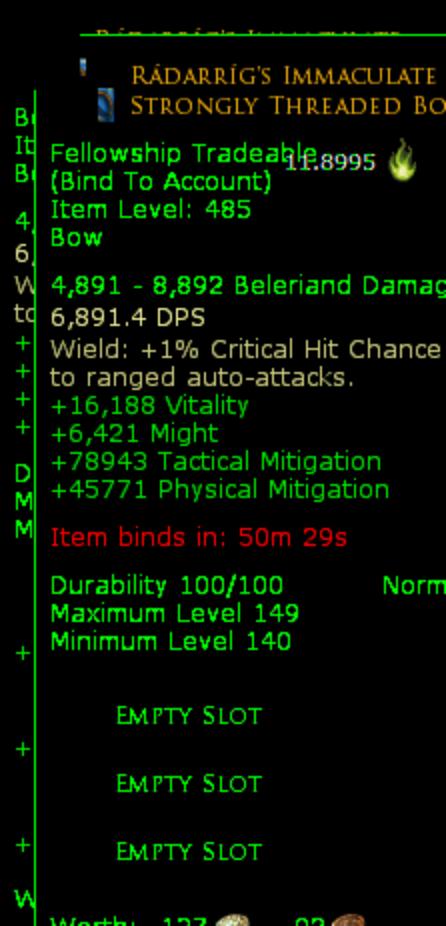 RÁDARRÍG'S IMMACULATE
STRONGLY THREADED BO
Fellowship Tradeable
11.8995
(Bind To Account)
Item Level: 485
Bow
4,891 - 8,892 Beleriand Damag
6,891.4 DPS
Wield: +1% Critical Hit Chance
to ranged auto-attacks.
+16,188 Vitality
+6,421 Might
+78943 Tactical Mitigation
+45771 Physical Mitigation
Item binds in: 50m 29s
Durability 100/100 Norm
Maximum Level 149
Minimum Level 140
EMPTY SLOT
EMPTY SLOT
EMPTY SLOT